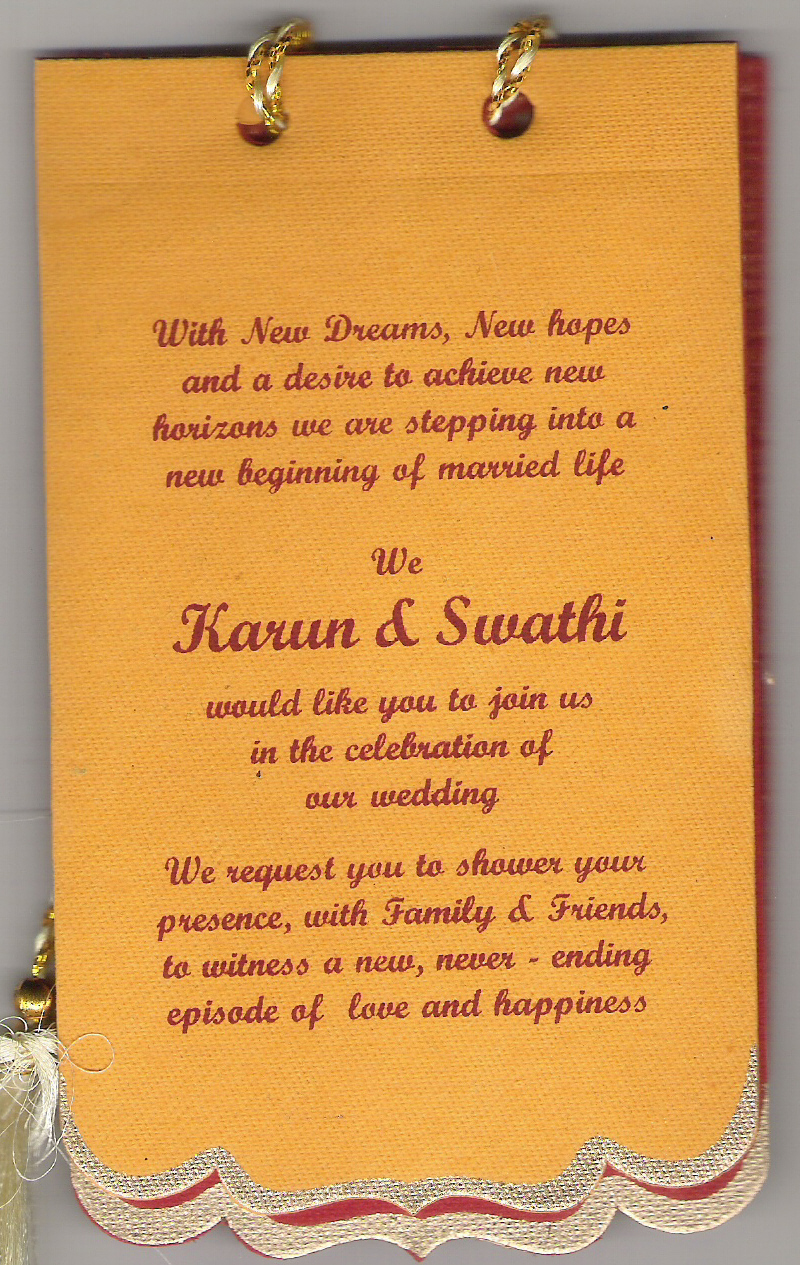 With New Dreams, New hopes
and a desire to achieve new
horizons we are stepping into a
new beginning of married life
We
Karun & Swathi
would like you to join us
in the celebration of
our wedding
We request you to shower your
presence, with Family & Friends,
to witness a new, never - ending
episode of love and happiness